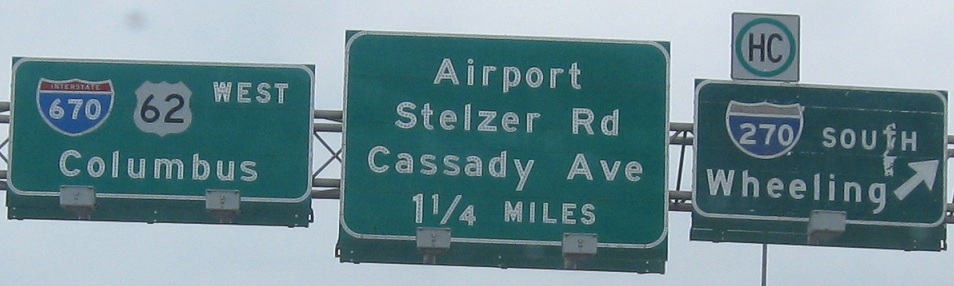 INTERSTATE
670 62 WEST
Columbus
Airport
Stelzer Rd
Cassady Ave
1 1/4 MILES
HC
270 SOUTH
Wheeling